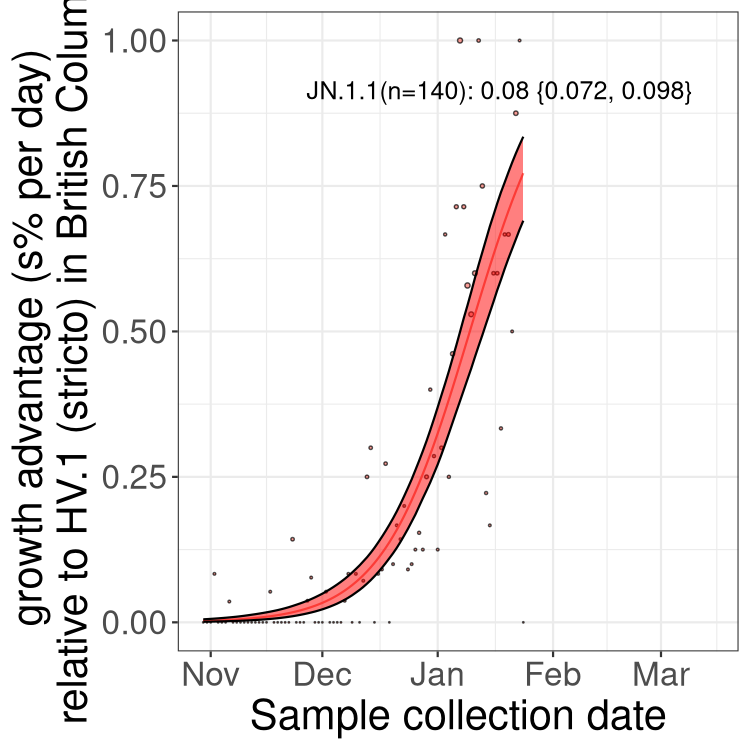 growth advantage (s% per day)
relative to HV.1 (stricto) in British Colum
1.00
0.75
0.50
0.25
0.00
JN.1.1(n=140): 0.08 {0.072, 0.098}
Nov Dec Jan Feb Mar
Sample collection date